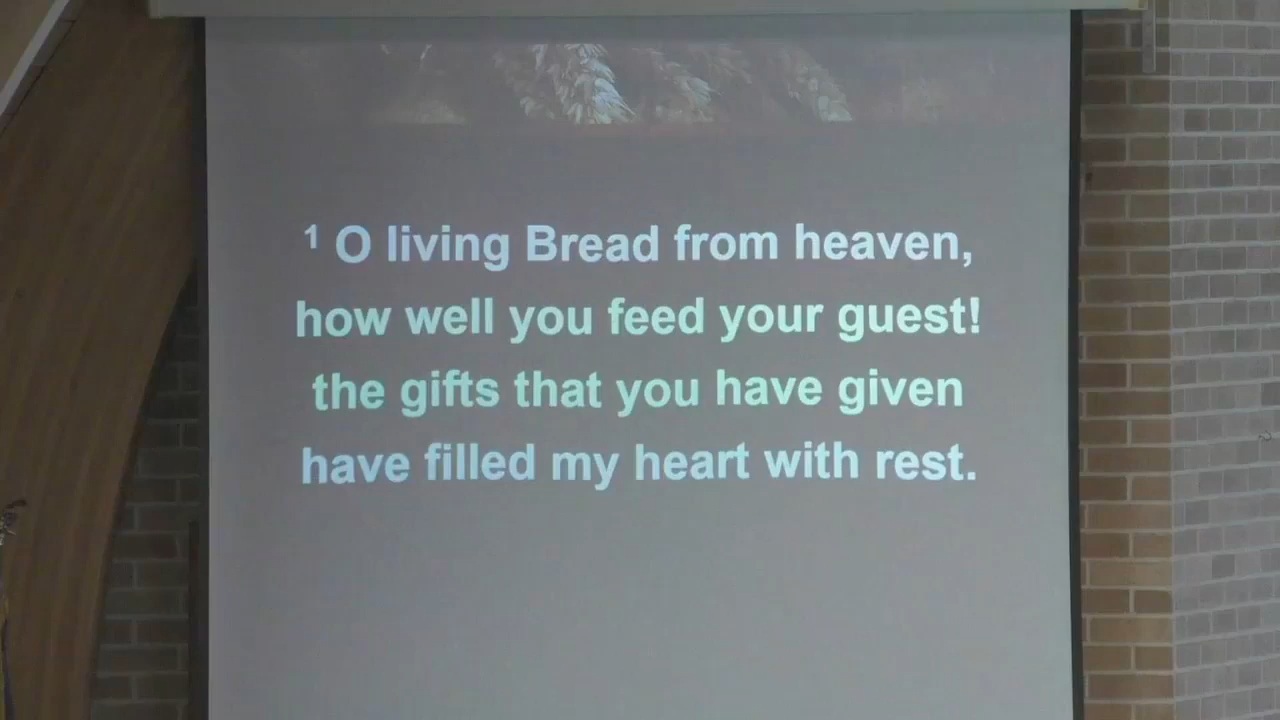 ¹ O living Bread from heaven,
how well you feed your guest!
the gifts that you have given
have filled my heart with rest.